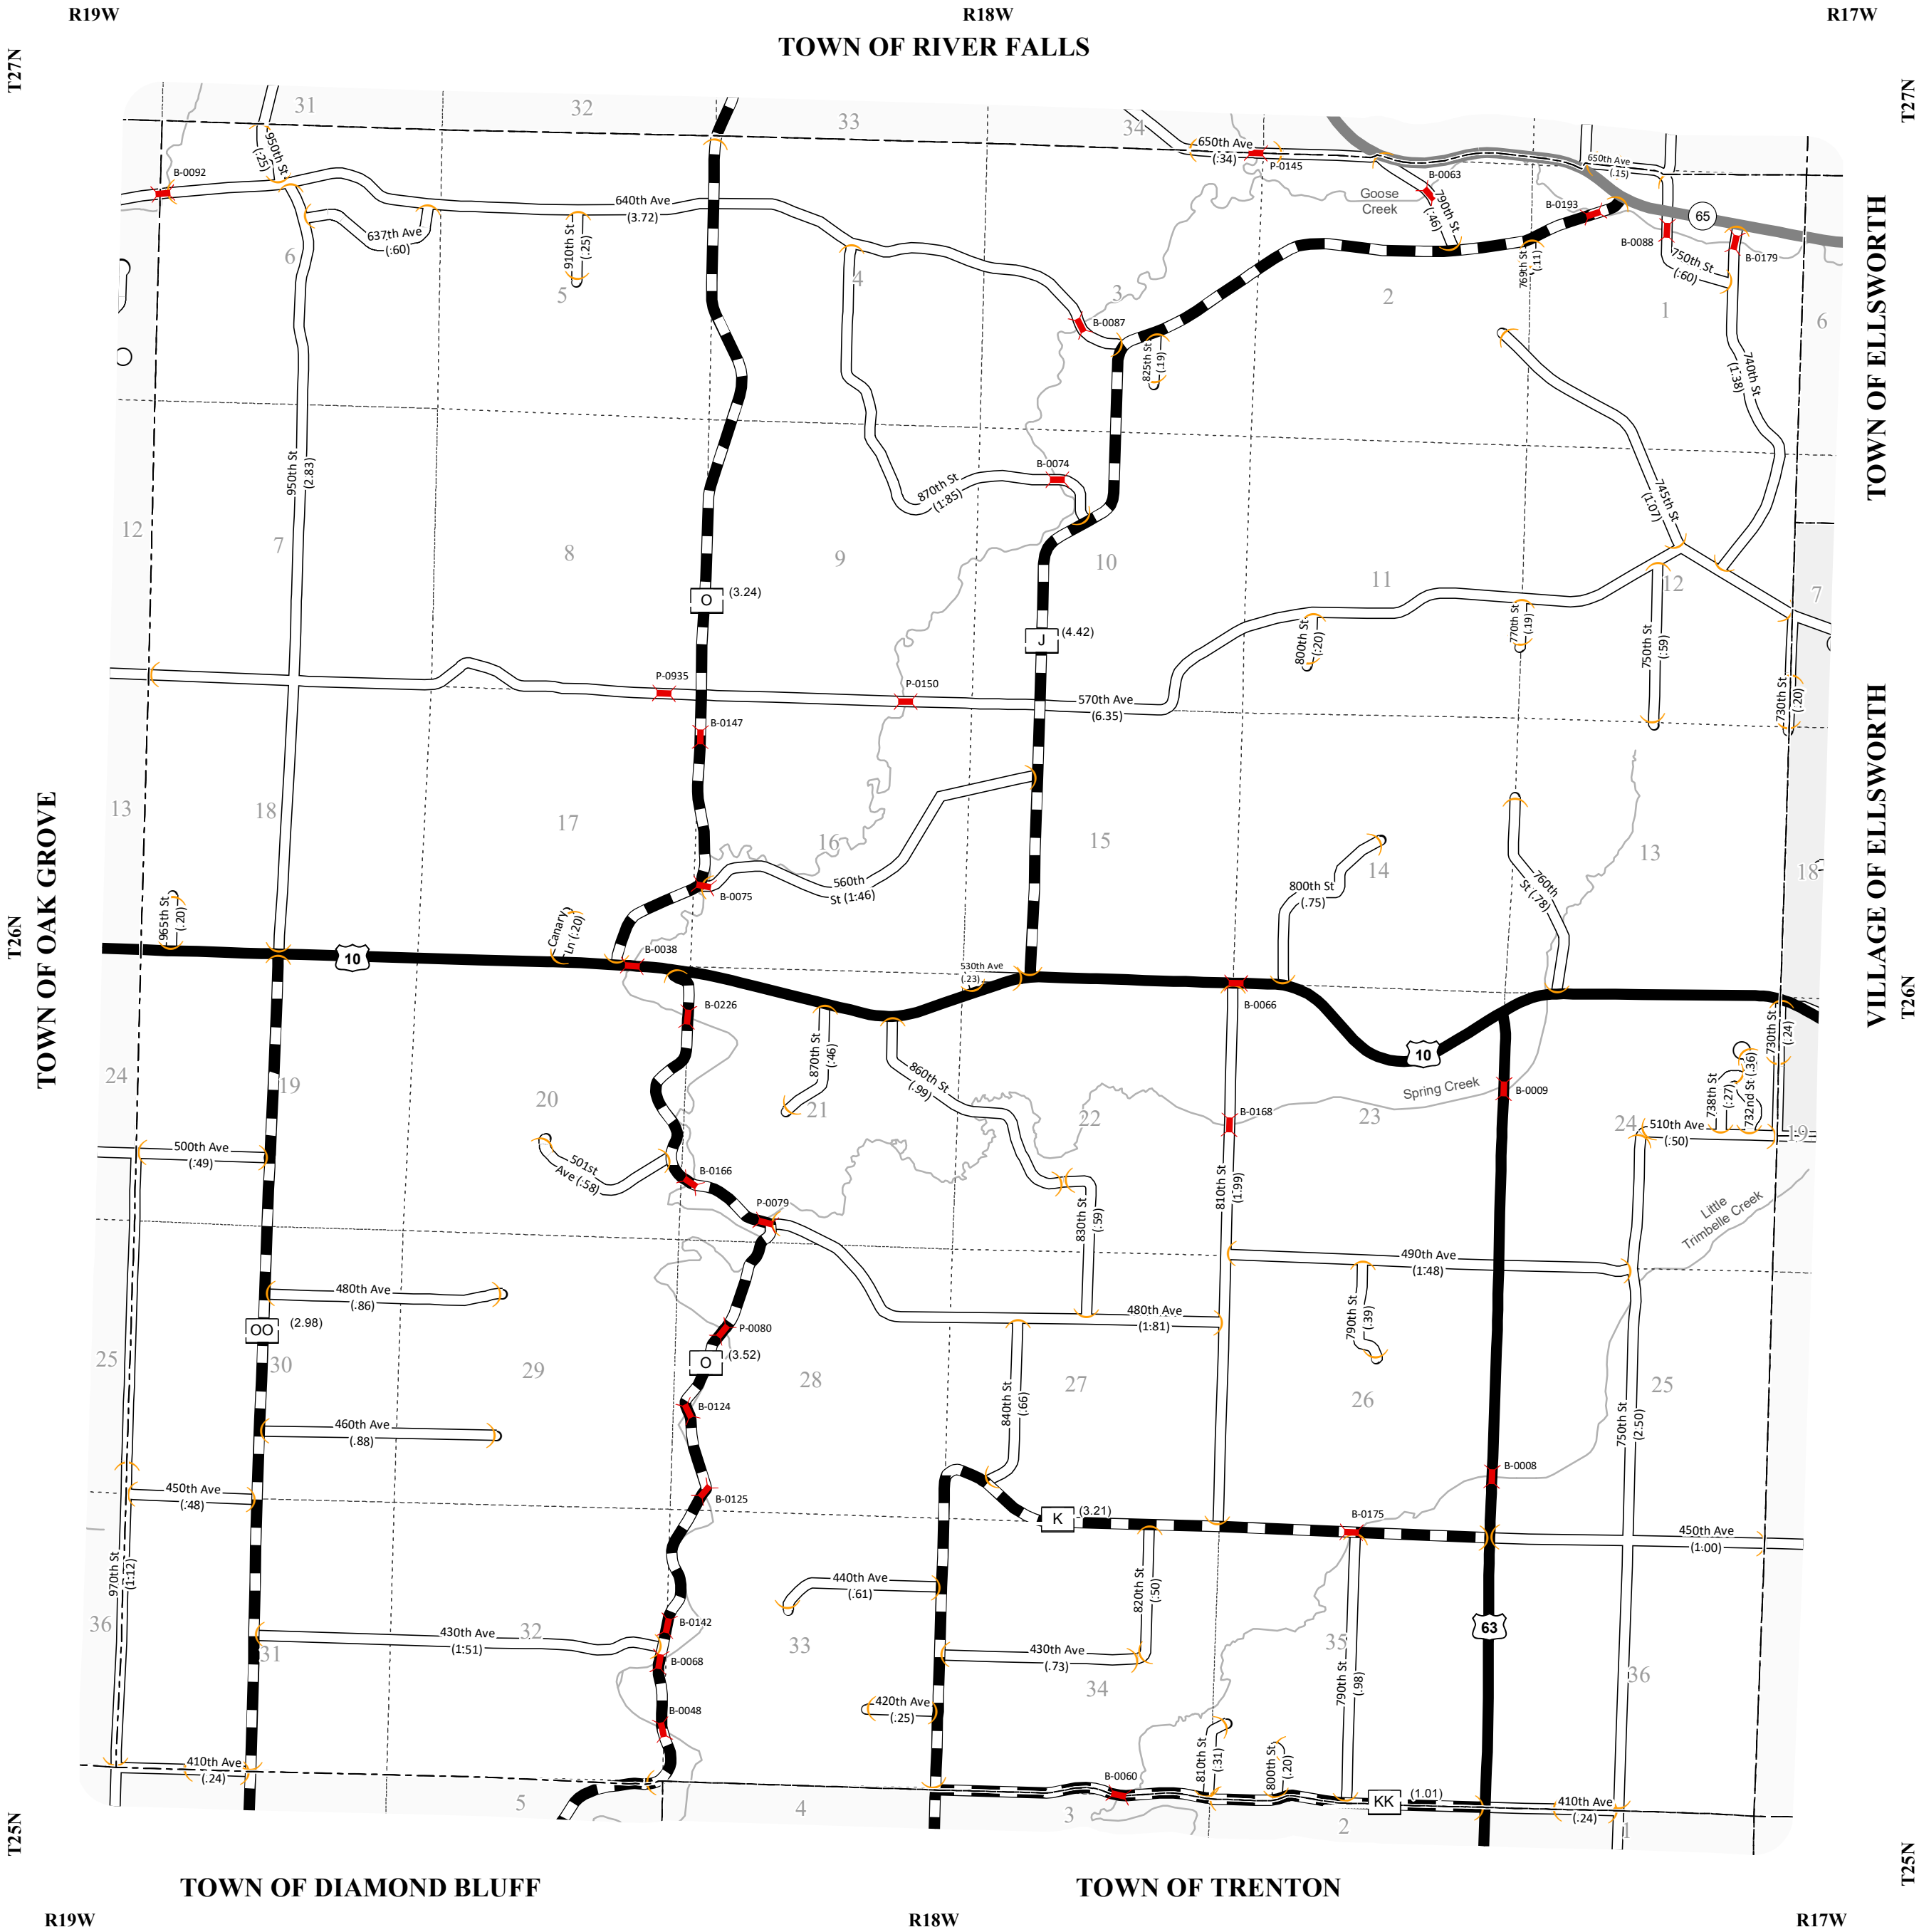 R19W
R18W
R17W
TOWN OF RIVER FALLS
T27N
T27N
31
32
33
34
950th St
(.25)
650th Ave
(.34)
P-0145
650th Ave
(.15)
B-0092
640th Ave
(3.72)
Goose
Creek
B-0063
790th St
(.46)
B-0193
65
637th Ave
(.60)
910th St
(.25)
B-0088
750th St
(.60)
B-0179
769th St
(.11)
6
5
4
3
2
1
6
B-0087
825th St
(.19)
740th St
(1.38)
TOWN OF ELLSWORTH
950th St
(2.83)
870th St
(1.85)
B-0074
745th St
(1.07)
12
7
8
9
10
11
12
7
O
(3.24)
J
(4.42)
800th St
(.20)
770th St
(.19)
750th St
(.59)
730th St
(.20)
P-0935
P-0150
570th Ave
(6.35)
B-0147
13
18
17
16
15
14
13
18
TOWN OF OAK GROVE
VILLAGE OF ELLSWORTH
560th
St (1.46)
B-0075
800th St
(.75)
760th
St (.78)
965th St
(.20)
Canary
Ln (.20)
T26N
T26N
10
B-0038
530th Ave
(.23)
B-0066
B-0226
870th St
(.46)
860th St
(.99)
10
Spring Creek
B-0009
730th St
(.24)
738th St
(.27)
732nd St (.36)
24
19
20
21
22
23
24
19
B-0168
510th Ave
(.50)
500th Ave
(.49)
501st
Ave (.58)
B-0166
P-0079
830th St
(.59)
810th St
(1.99)
Little
Trimbelle Creek
490th Ave
(1.48)
480th Ave
(.86)
480th Ave
(1.81)
790th St
(.39)
OO
(2.98)
P-0080
O
(3.52)
25
30
29
28
27
26
25
840th St
(.66)
750th St
(2.50)
460th Ave
(.88)
B-0124
B-0008
450th Ave
(.48)
B-0125
K
(3.21)
B-0175
450th Ave
(1.00)
970th St
(1.12)
440th Ave
(.61)
820th St
(.50)
36
31
32
33
34
35
36
430th Ave
(1.51)
B-0142
B-0068
430th Ave
(.73)
63
790th St
(.98)
B-0048
420th Ave
(.25)
810th St
(.31)
800th St
(.20)
410th Ave
(.24)
B-0060
KK
(1.01)
410th Ave
(.24)
5
4
3
2
1
T25N
T25N
TOWN OF DIAMOND BLUFF
TOWN OF TRENTON
R19W
R18W
R17W